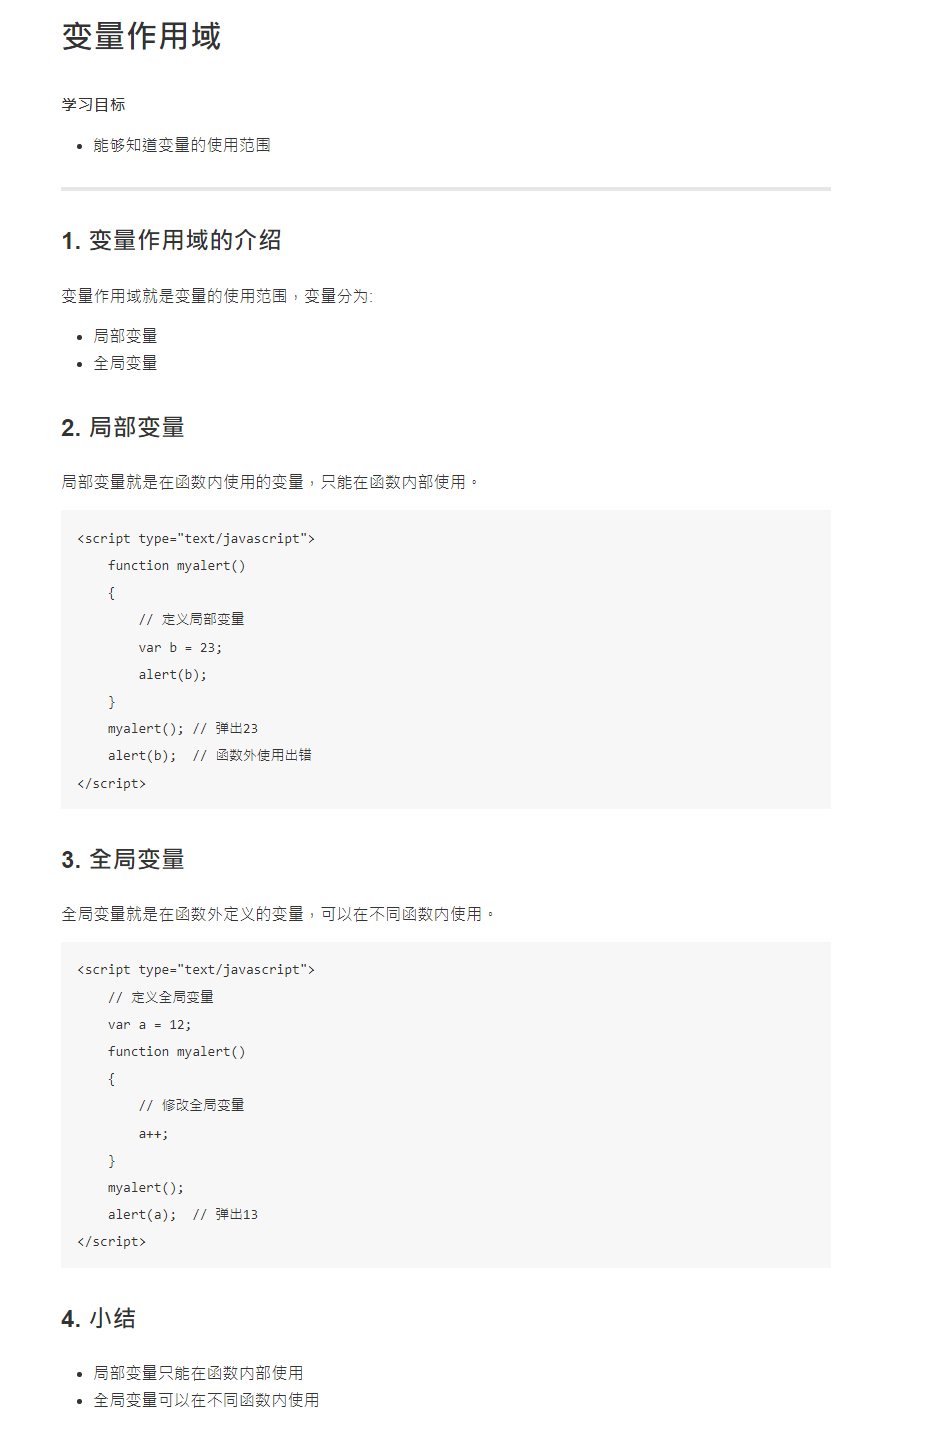 变量作用域
学习目标
• 能够知道变量的使用范围
1. 变量作用域的介绍
变量作用域就是变量的使用范围，变量分为:
• 局部变量
• 全局变量
2. 局部变量
局部变量就是在函数内使用的变量，只能在函数内部使用。
<script type="text/javascript">
    function myalert()
    {
        // 定义局部变量
        var b = 23;
        alert(b);
    }
    myalert(); // 弹出23
    alert(b);  // 函数外使用出错
</script>
3. 全局变量
全局变量就是在函数外定义的变量，可以在不同函数内使用。
<script type="text/javascript">
    // 定义全局变量
    var a = 12;
    function myalert()
    {
        // 修改全局变量
        a++;
    }
    myalert();
    alert(a);  // 弹出13
</script>
4. 小结
• 局部变量只能在函数内部使用
• 全局变量可以在不同函数内使用